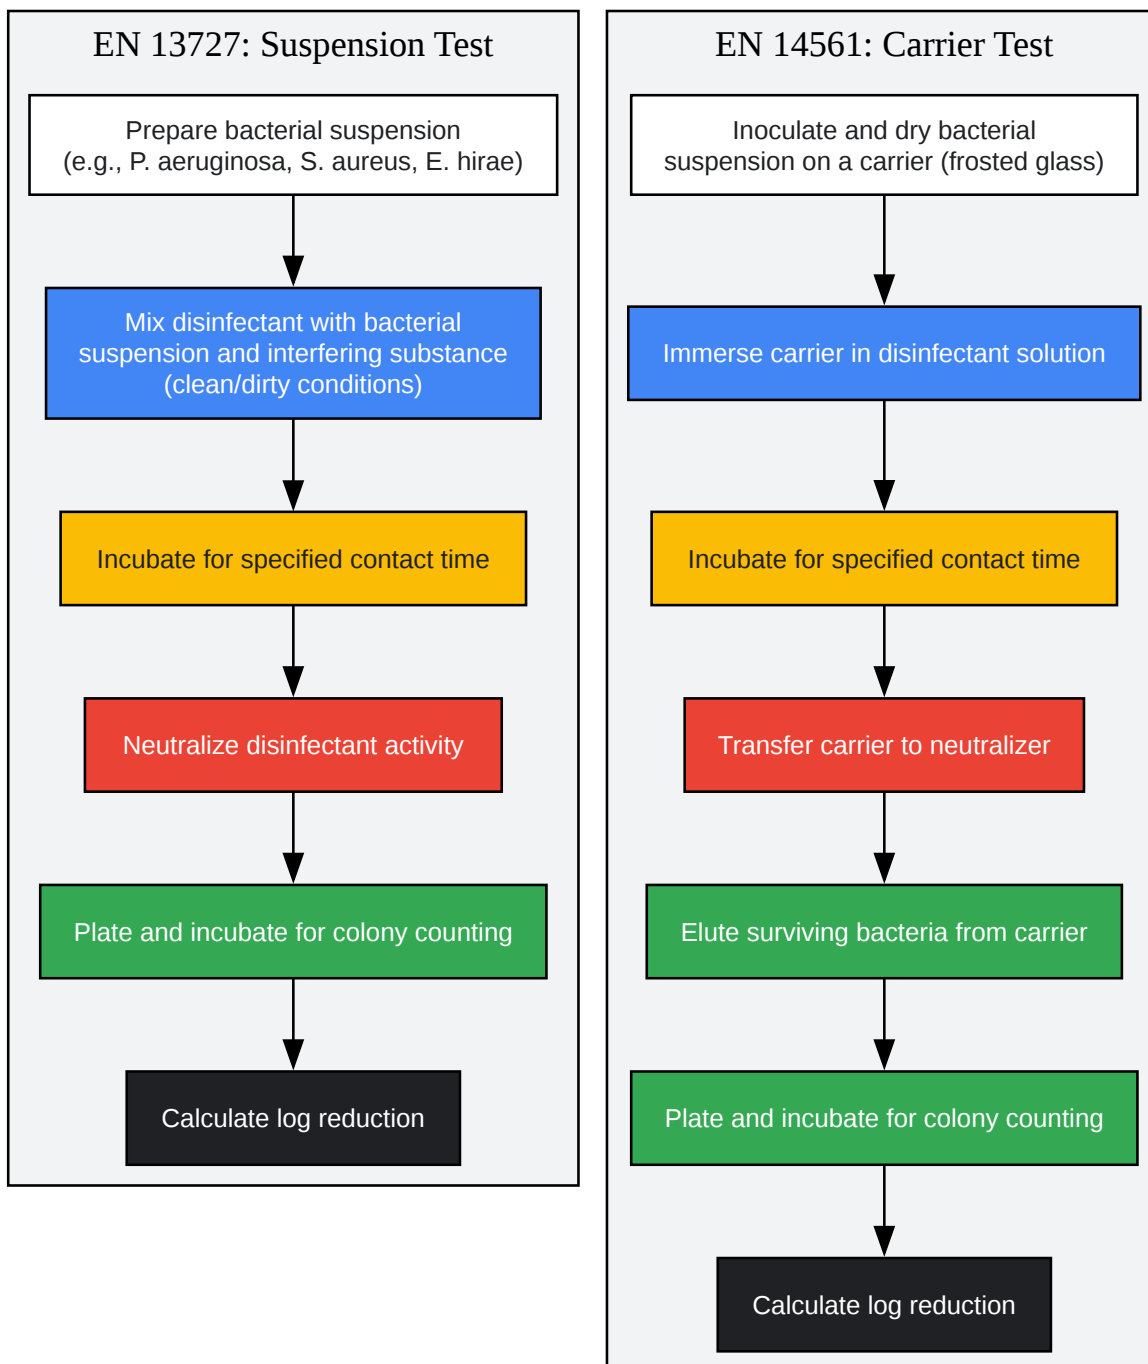 EN 13727: Suspension Test
Prepare bacterial suspension
(e.g., P. aeruginosa, S. aureus, E. hirae)
Mix disinfectant with bacterial
suspension and interfering substance
(clean/dirty conditions)
Incubate for specified contact time
Neutralize disinfectant activity
Plate and incubate for colony counting
Calculate log reduction
EN 14561: Carrier Test
Inoculate and dry bacterial
suspension on a carrier (frosted glass)
Immerse carrier in disinfectant solution
Incubate for specified contact time
Transfer carrier to neutralizer
Elute surviving bacteria from carrier
Plate and incubate for colony counting
Calculate log reduction